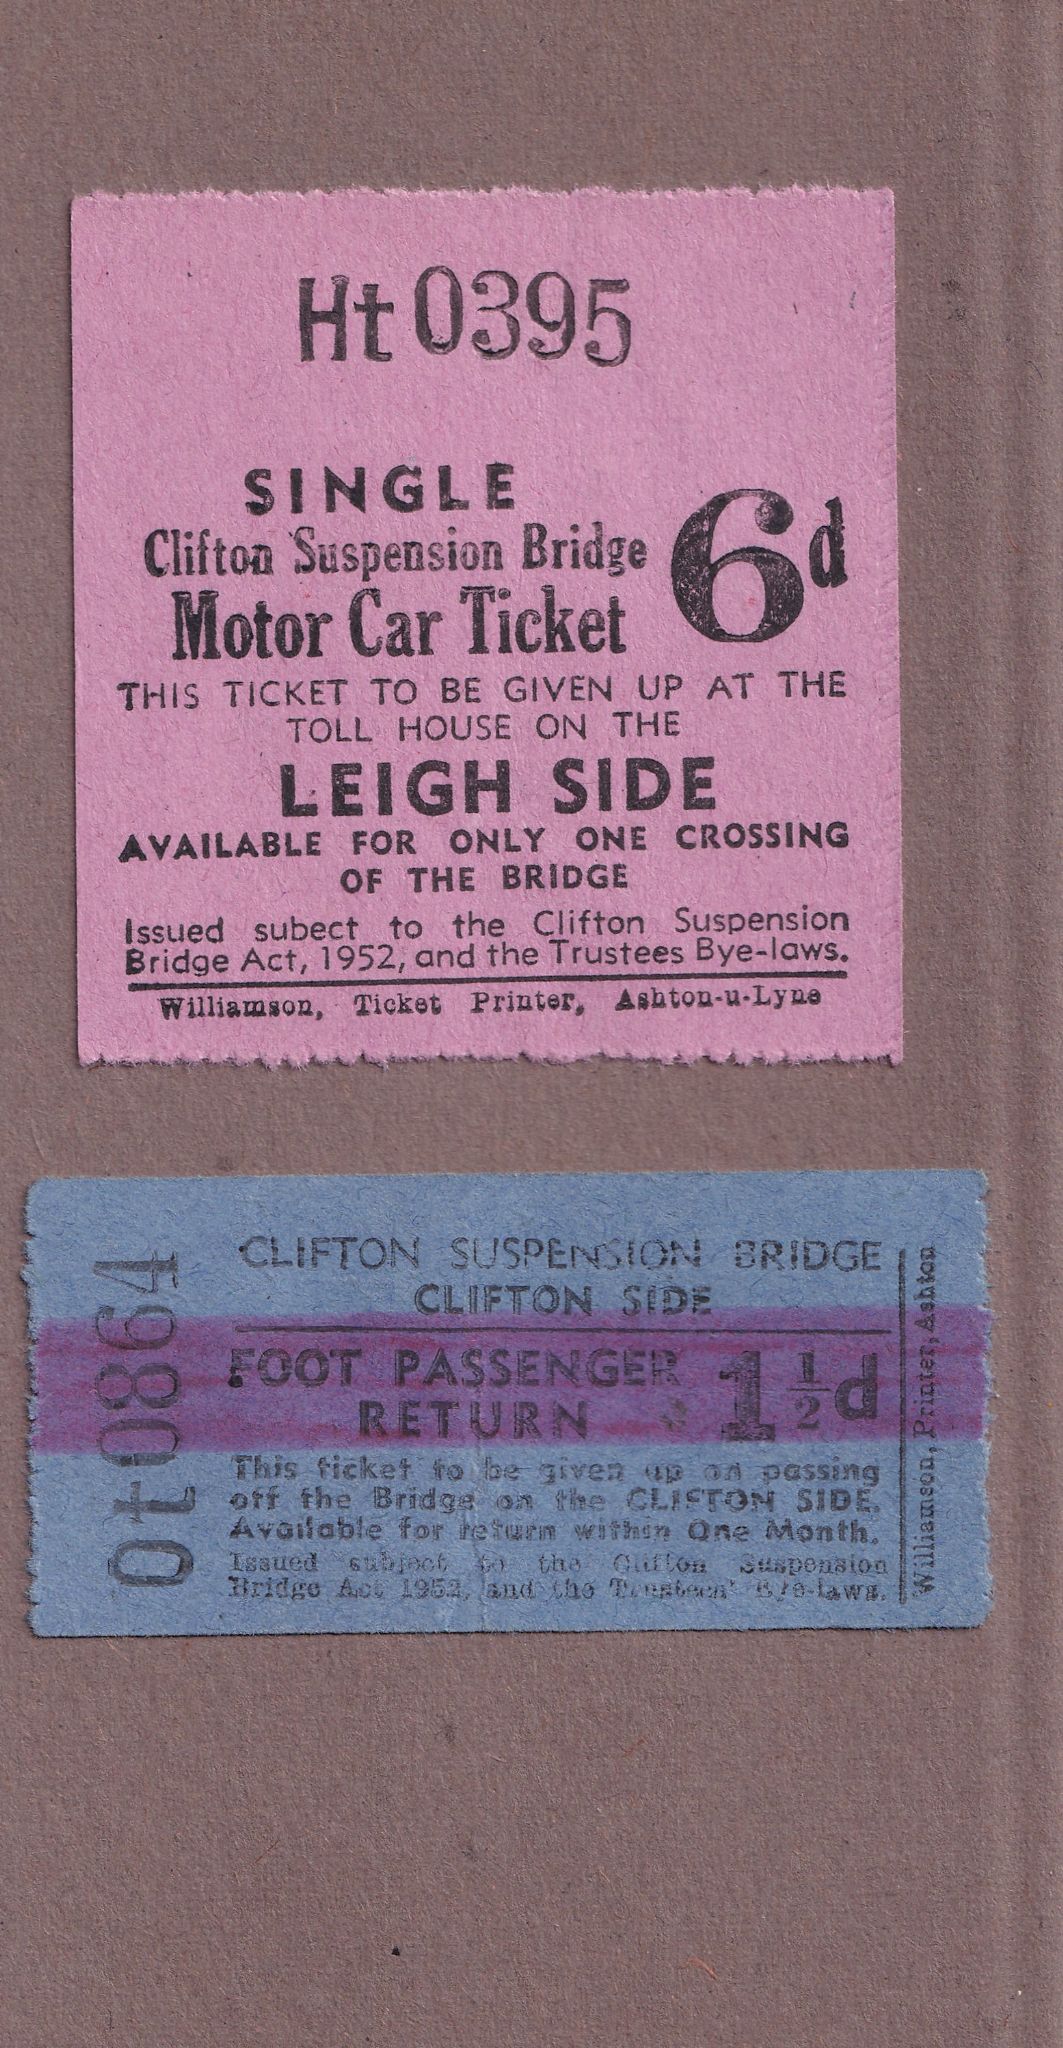 Ht 0395
SINGLE
Clifton Suspension Bridge
Motor Car Ticket
6d
THIS TICKET TO BE GIVEN UP AT THE
TOLL HOUSE ON THE
LEIGH SIDE
AVAILABLE FOR ONLY ONE CROSSING
OF THE BRIDGE
Issued subect to the Clifton Suspension
Bridge Act, 1952, and the Trustees Bye-laws.
Williamson, Ticket Printer, Ashton-u-Lyne
Ot 0864
CLIFTON SUSPENSION BRIDGE
CLIFTON SIDE
FOOT PASSENGER
RETURN
1½d
This ticket to be given up on passing
off the Bridge on the CLIFTON SIDE.
Available for return within One Month.
Issued subject to the Clifton Suspension
Bridge Act 1952, and the Trustees' Bye-laws.
Williamson, Printer, Ashton